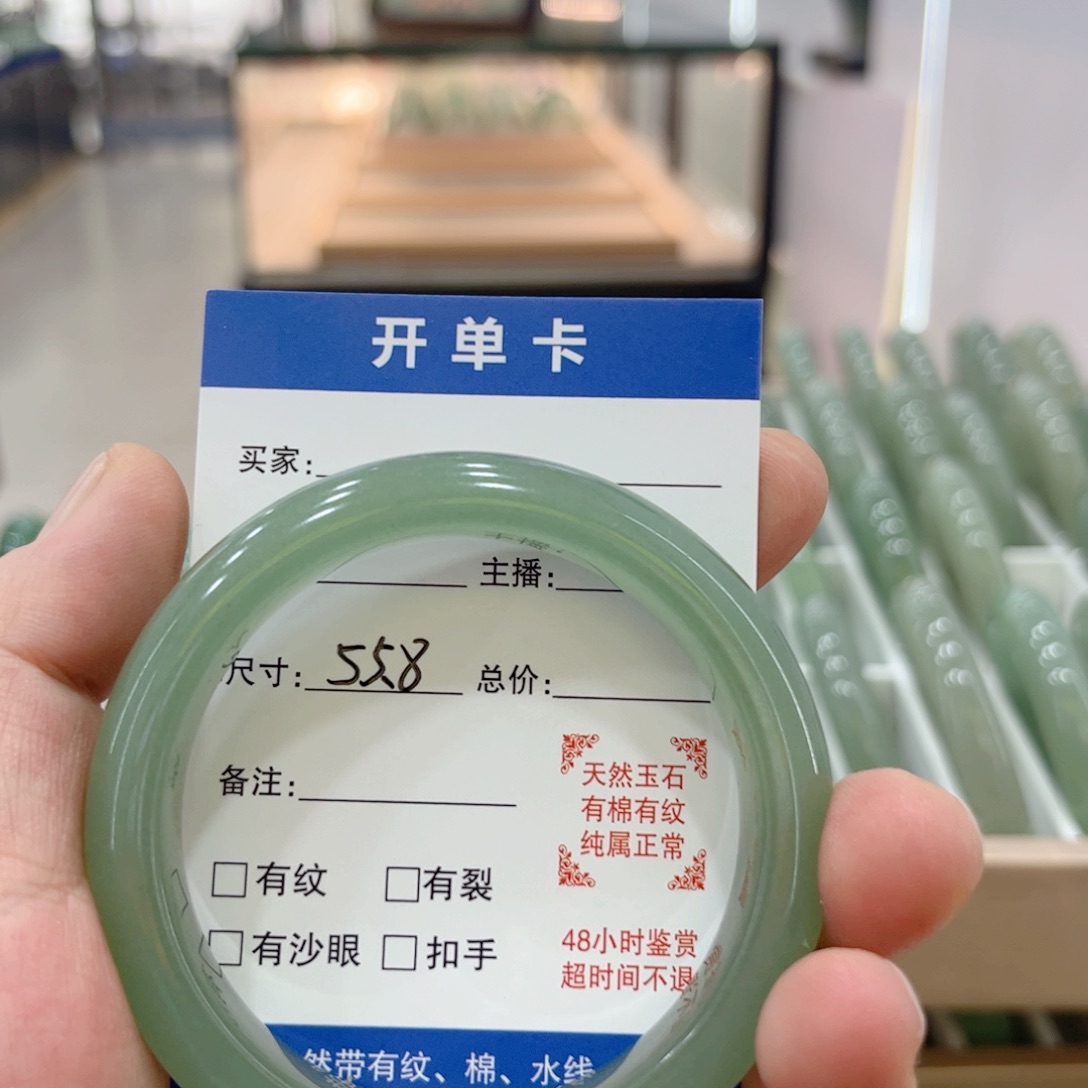 开单卡
买家:
主播:
尺寸: 55.8 总价:
备注:
天然玉石
有棉有纹
纯属正常
有纹 有裂
有沙眼 扣手
48小时鉴赏
超时间不退
然带有纹、棉、水线